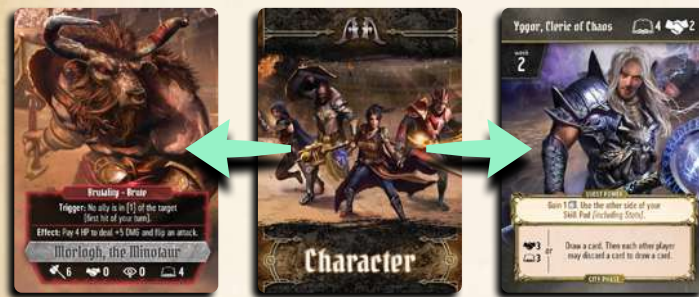 Brutality - Brute
Trigger: No ally is in [1] of the target
[first hit of your turn].
Effect: Pay 4 HP to deal +5 DMG and flip an attack.
Morlogh, the Minotaur
6 0 0 4
Character
Yggor, Cleric of Chaos 4 2
2
QUEST POWER
Gain 1 . Use the other side of your
Skill Pad [including Stats].
3 or 3
Draw a card. Then each other player
may discard a card to draw a card.
CITY PHASE